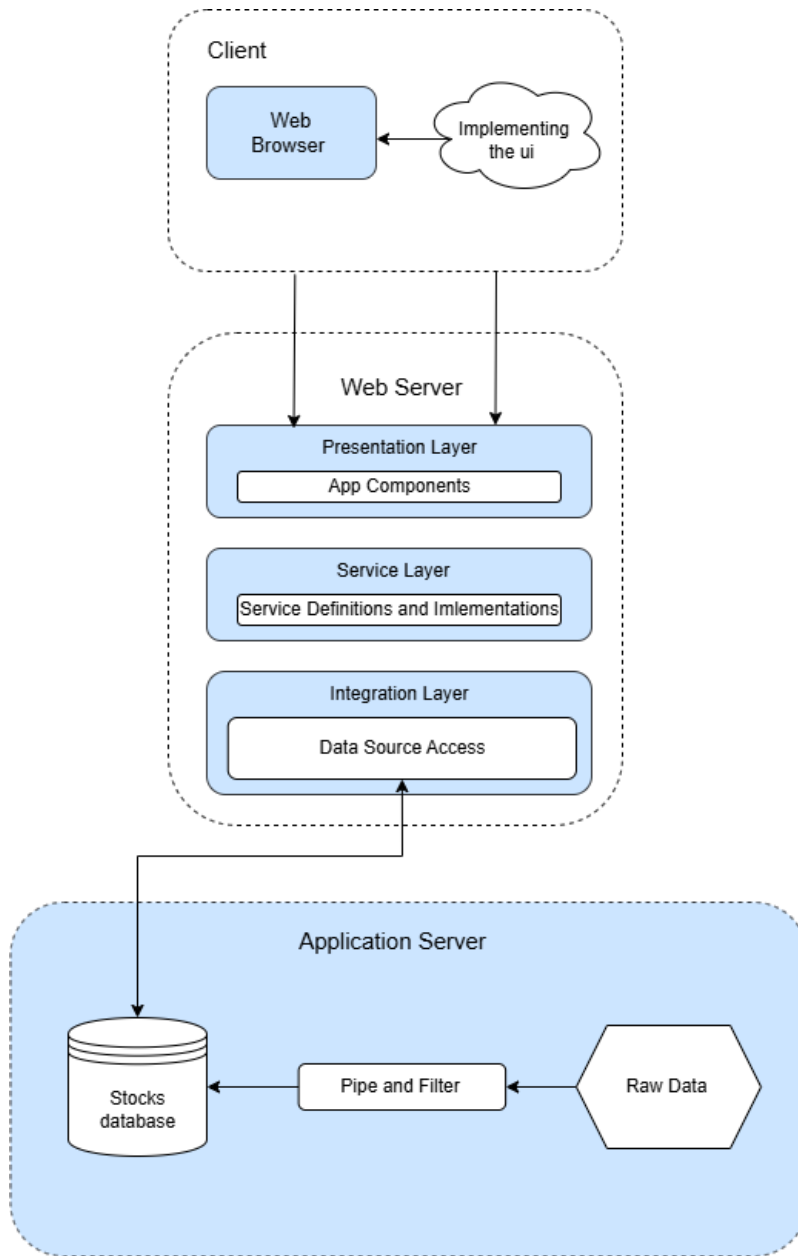 Client
Web
Browser
Implementing
the ui
Web Server
Presentation Layer
App Components
Service Layer
Service Definitions and Imlementations
Integration Layer
Data Source Access
Application Server
Stocks
database
Pipe and Filter
Raw Data